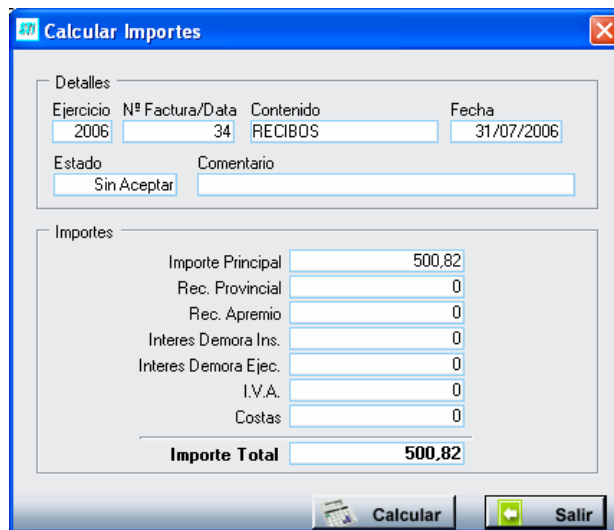 Calcular Importes
Detalles
Ejercicio Nº Factura/Data Contenido Fecha
2006 34 RECIBOS 31/07/2006
Estado Comentario
Sin Aceptar
Importes
Importe Principal 500,82
Rec. Provincial 0
Rec. Apremio 0
Interes Demora Ins. 0
Interes Demora Ejec. 0
I.V.A. 0
Costas 0
Importe Total 500,82
Calcular Salir